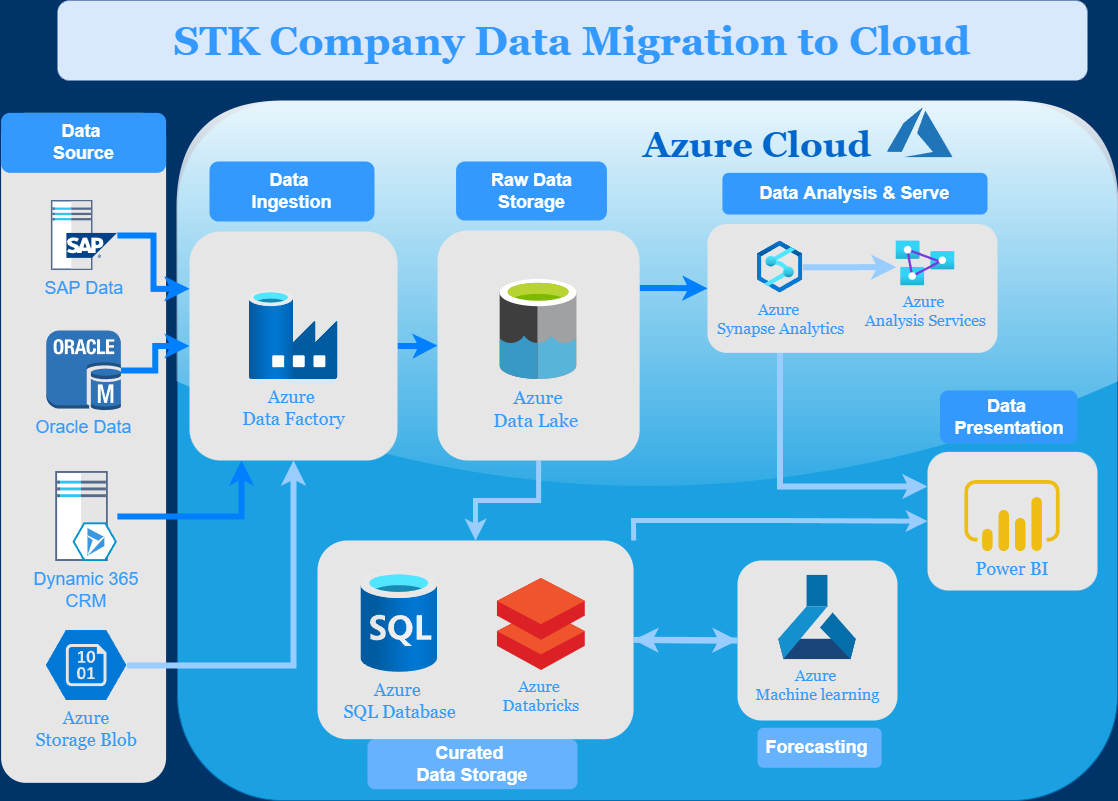 STK Company Data Migration to Cloud
Data
Source
SAP
SAP Data
ORACLE
M
Oracle Data
Dynamic 365
CRM
10
01
Azure
Storage Blob
Azure Cloud
Data
Ingestion
Azure
Data Factory
Raw Data
Storage
Azure
Data Lake
Data Analysis & Serve
Azure
Synapse Analytics
Azure
Analysis Services
Data
Presentation
Power BI
SQL
Azure
SQL Database
Azure
Databricks
Curated
Data Storage
Azure
Machine learning
Forecasting